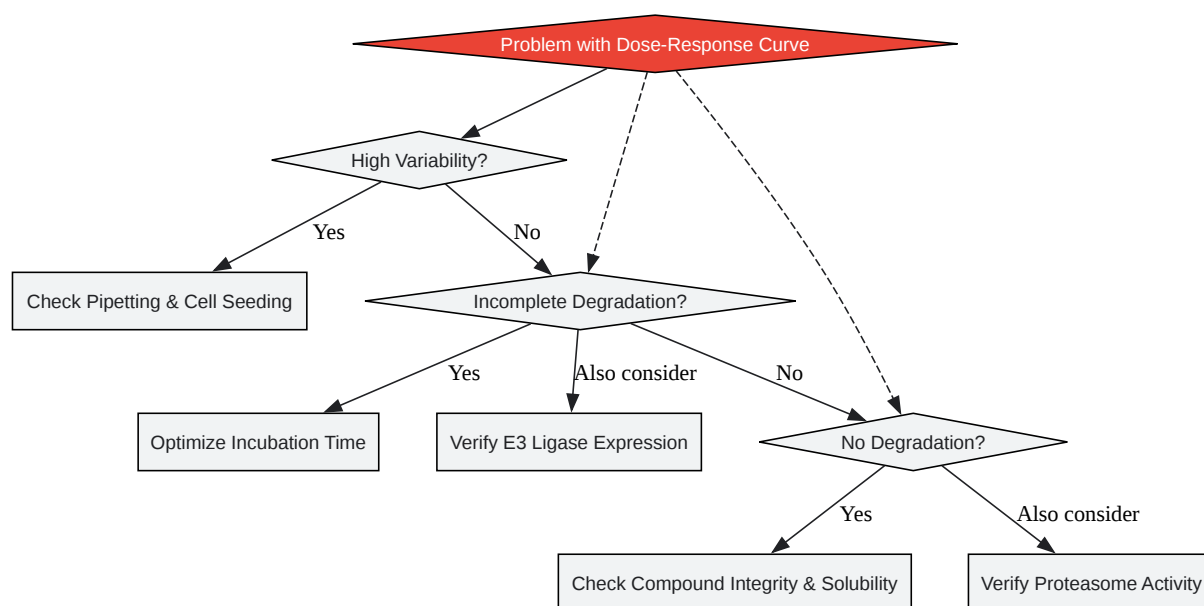 Problem with Dose-Response Curve
High Variability?
Yes
No
Check Pipetting & Cell Seeding
Incomplete Degradation?
Yes
Also consider
No
Optimize Incubation Time
Verify E3 Ligase Expression
No Degradation?
Yes
Also consider
Check Compound Integrity & Solubility
Verify Proteasome Activity